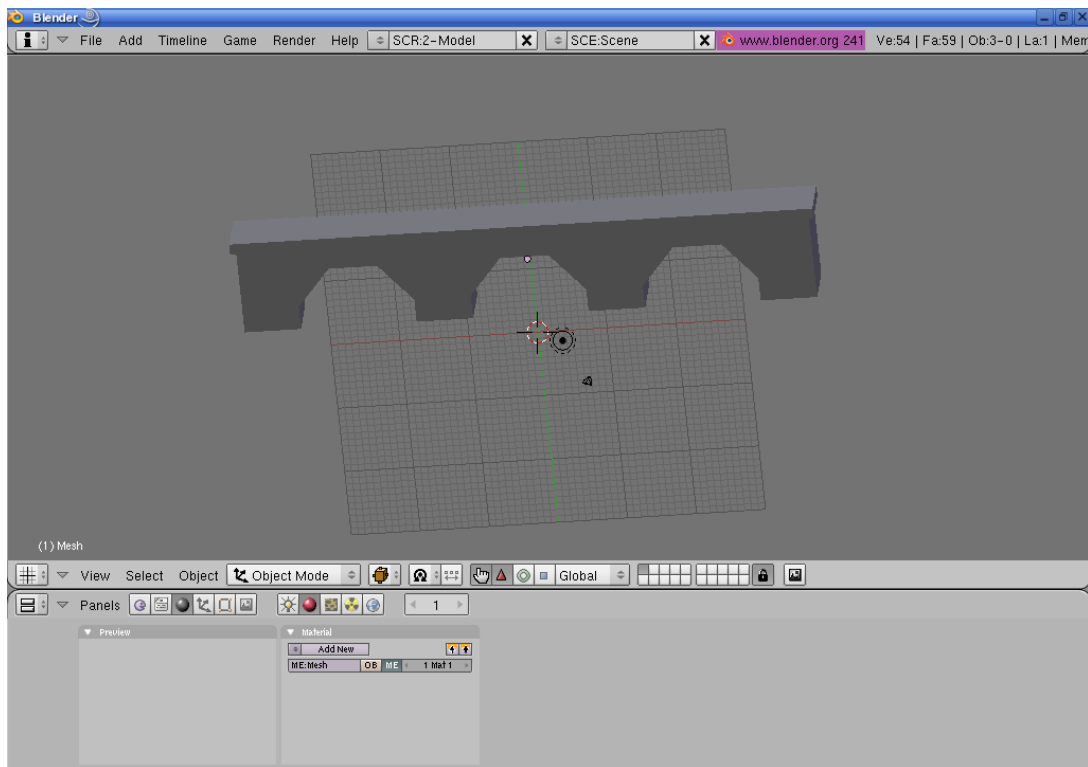 Blender
File Add Timeline Game Render Help SCR:2-Model SCE:Scene www.blender.org 241 Ve:54 | Fa:59 | Ob:3-0 | La:1 | Mem
(1) Mesh
View Select Object Object Mode Global
Panels 1
Preview Material
Add New
ME:Mesh OB ME 1 Mat 1